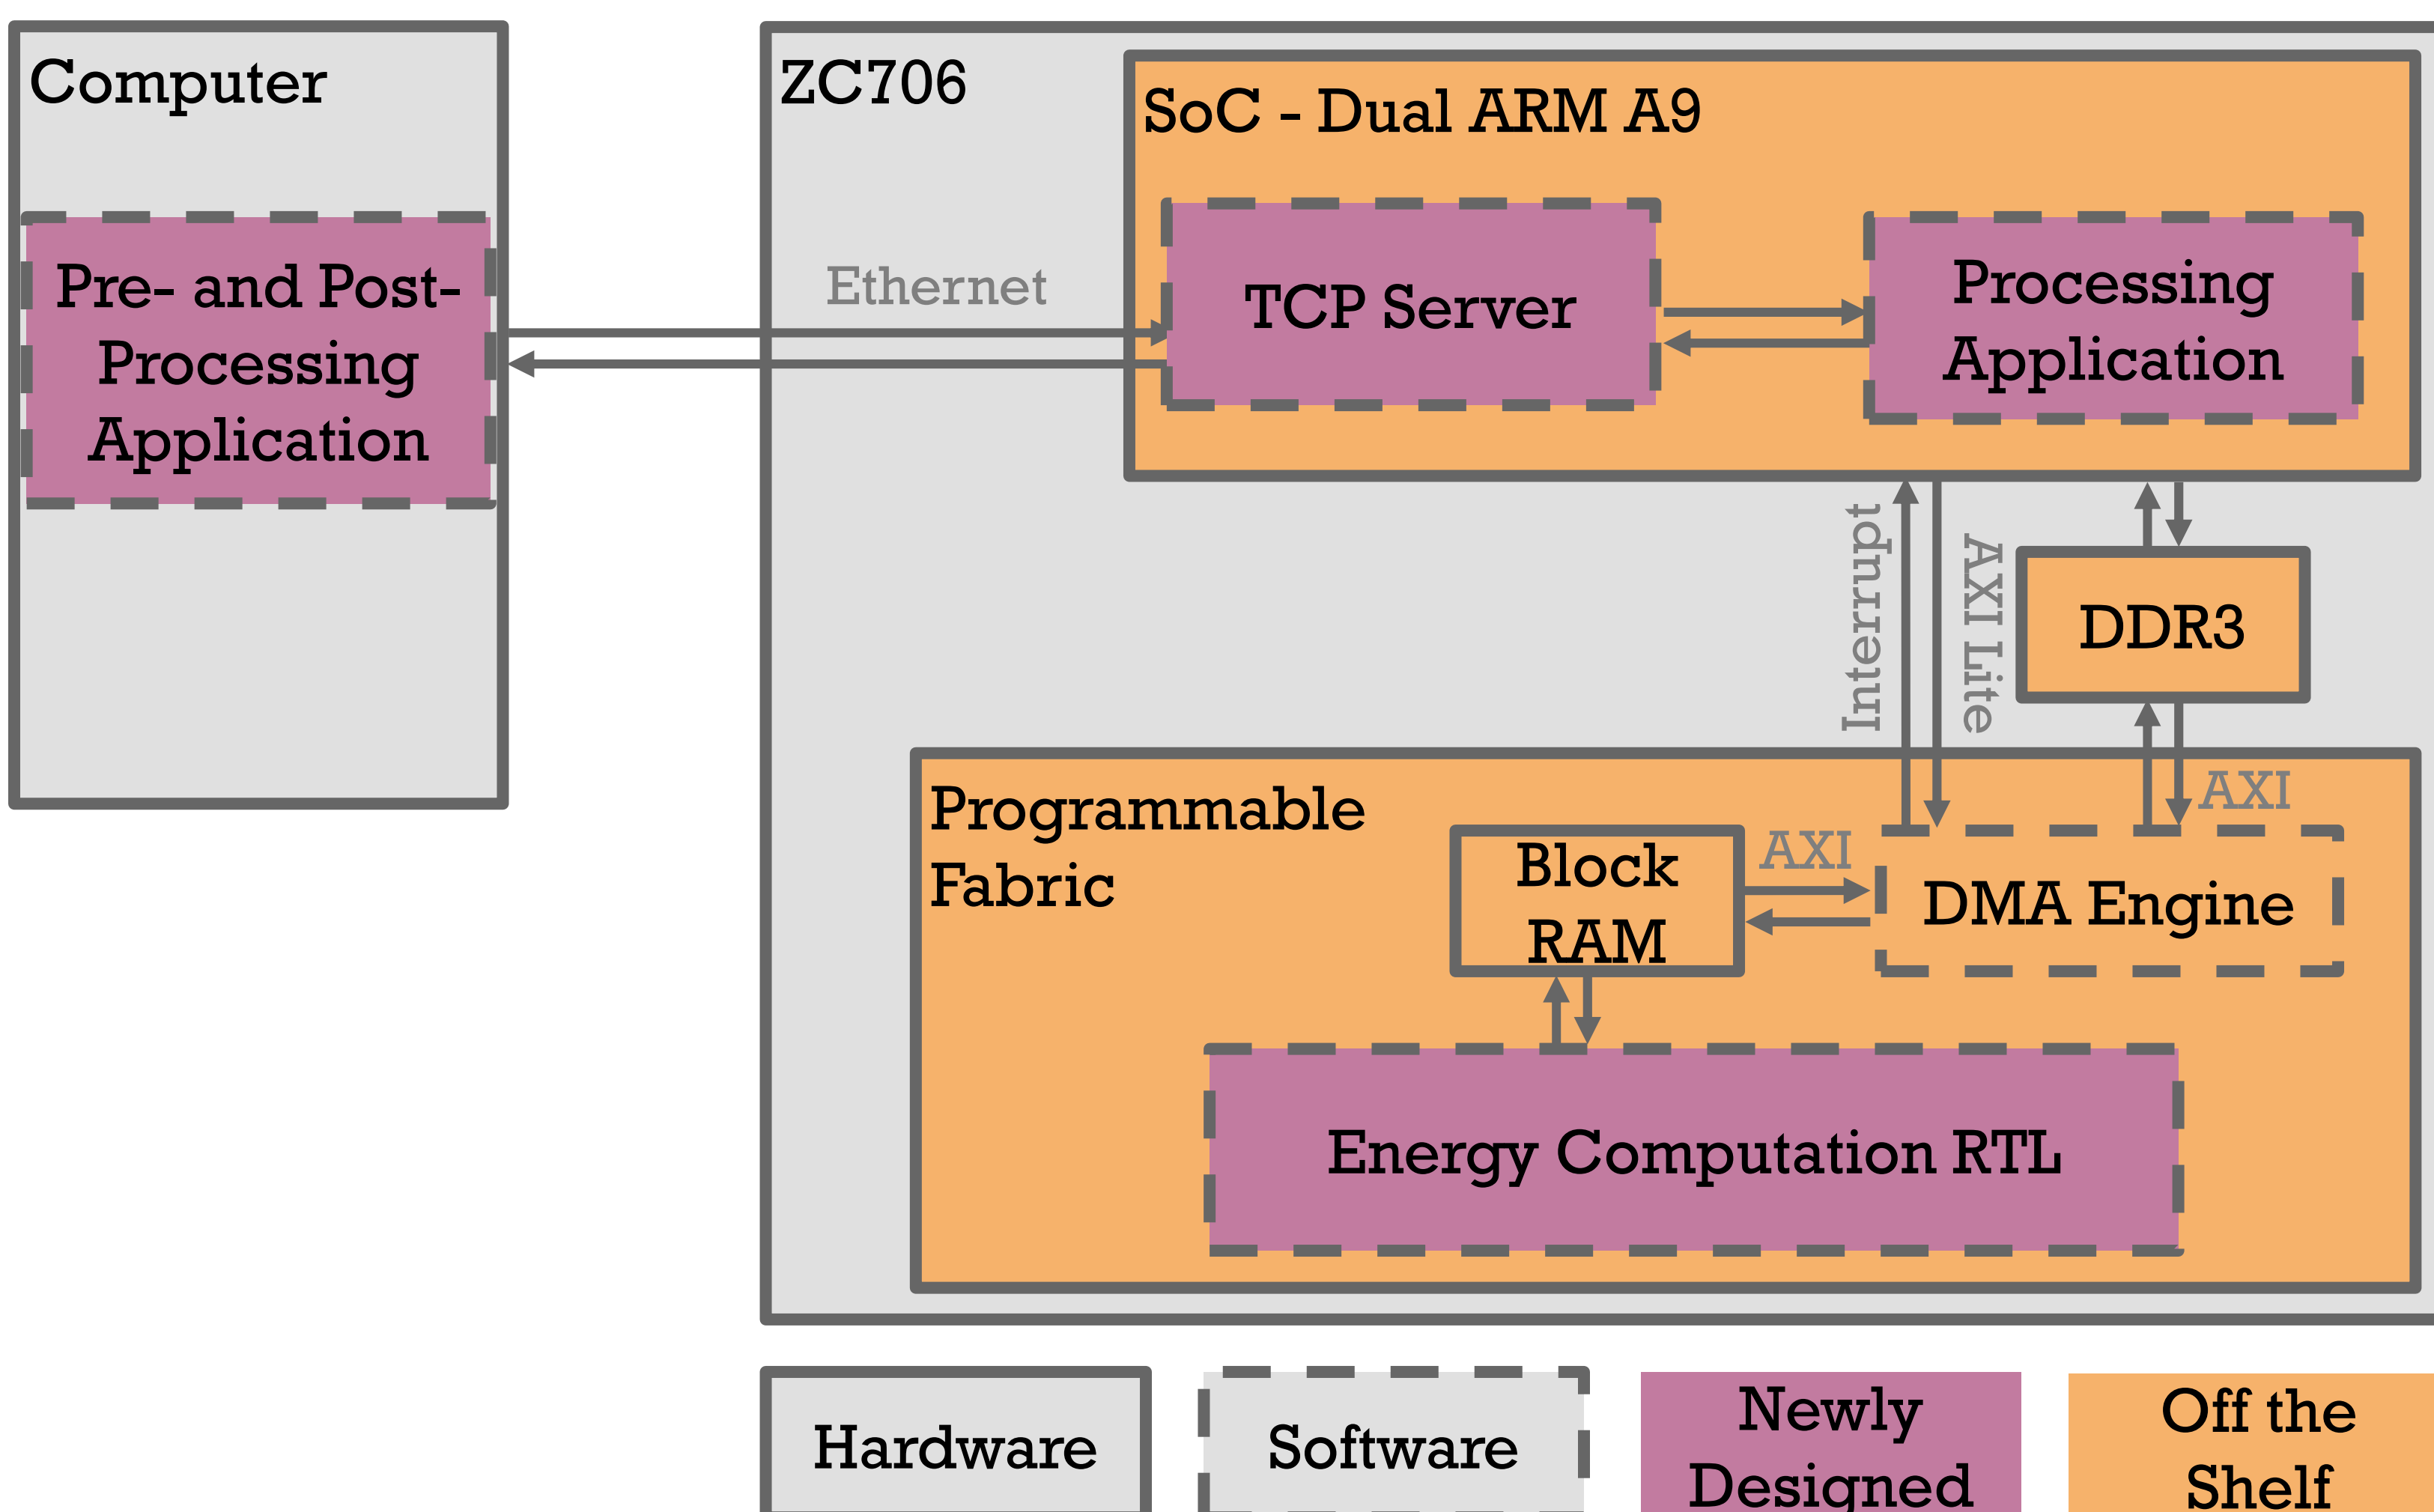 Computer
Pre- and Post-
Processing
Application
Ethernet
ZC706
SoC - Dual ARM A9
TCP Server
Processing
Application
Interrupt
AXI Lite
DDR3
AXI
Programmable
Fabric
Block
RAM
AXI
DMA Engine
Energy Computation RTL
Hardware
Software
Newly
Designed
Off the
Shelf